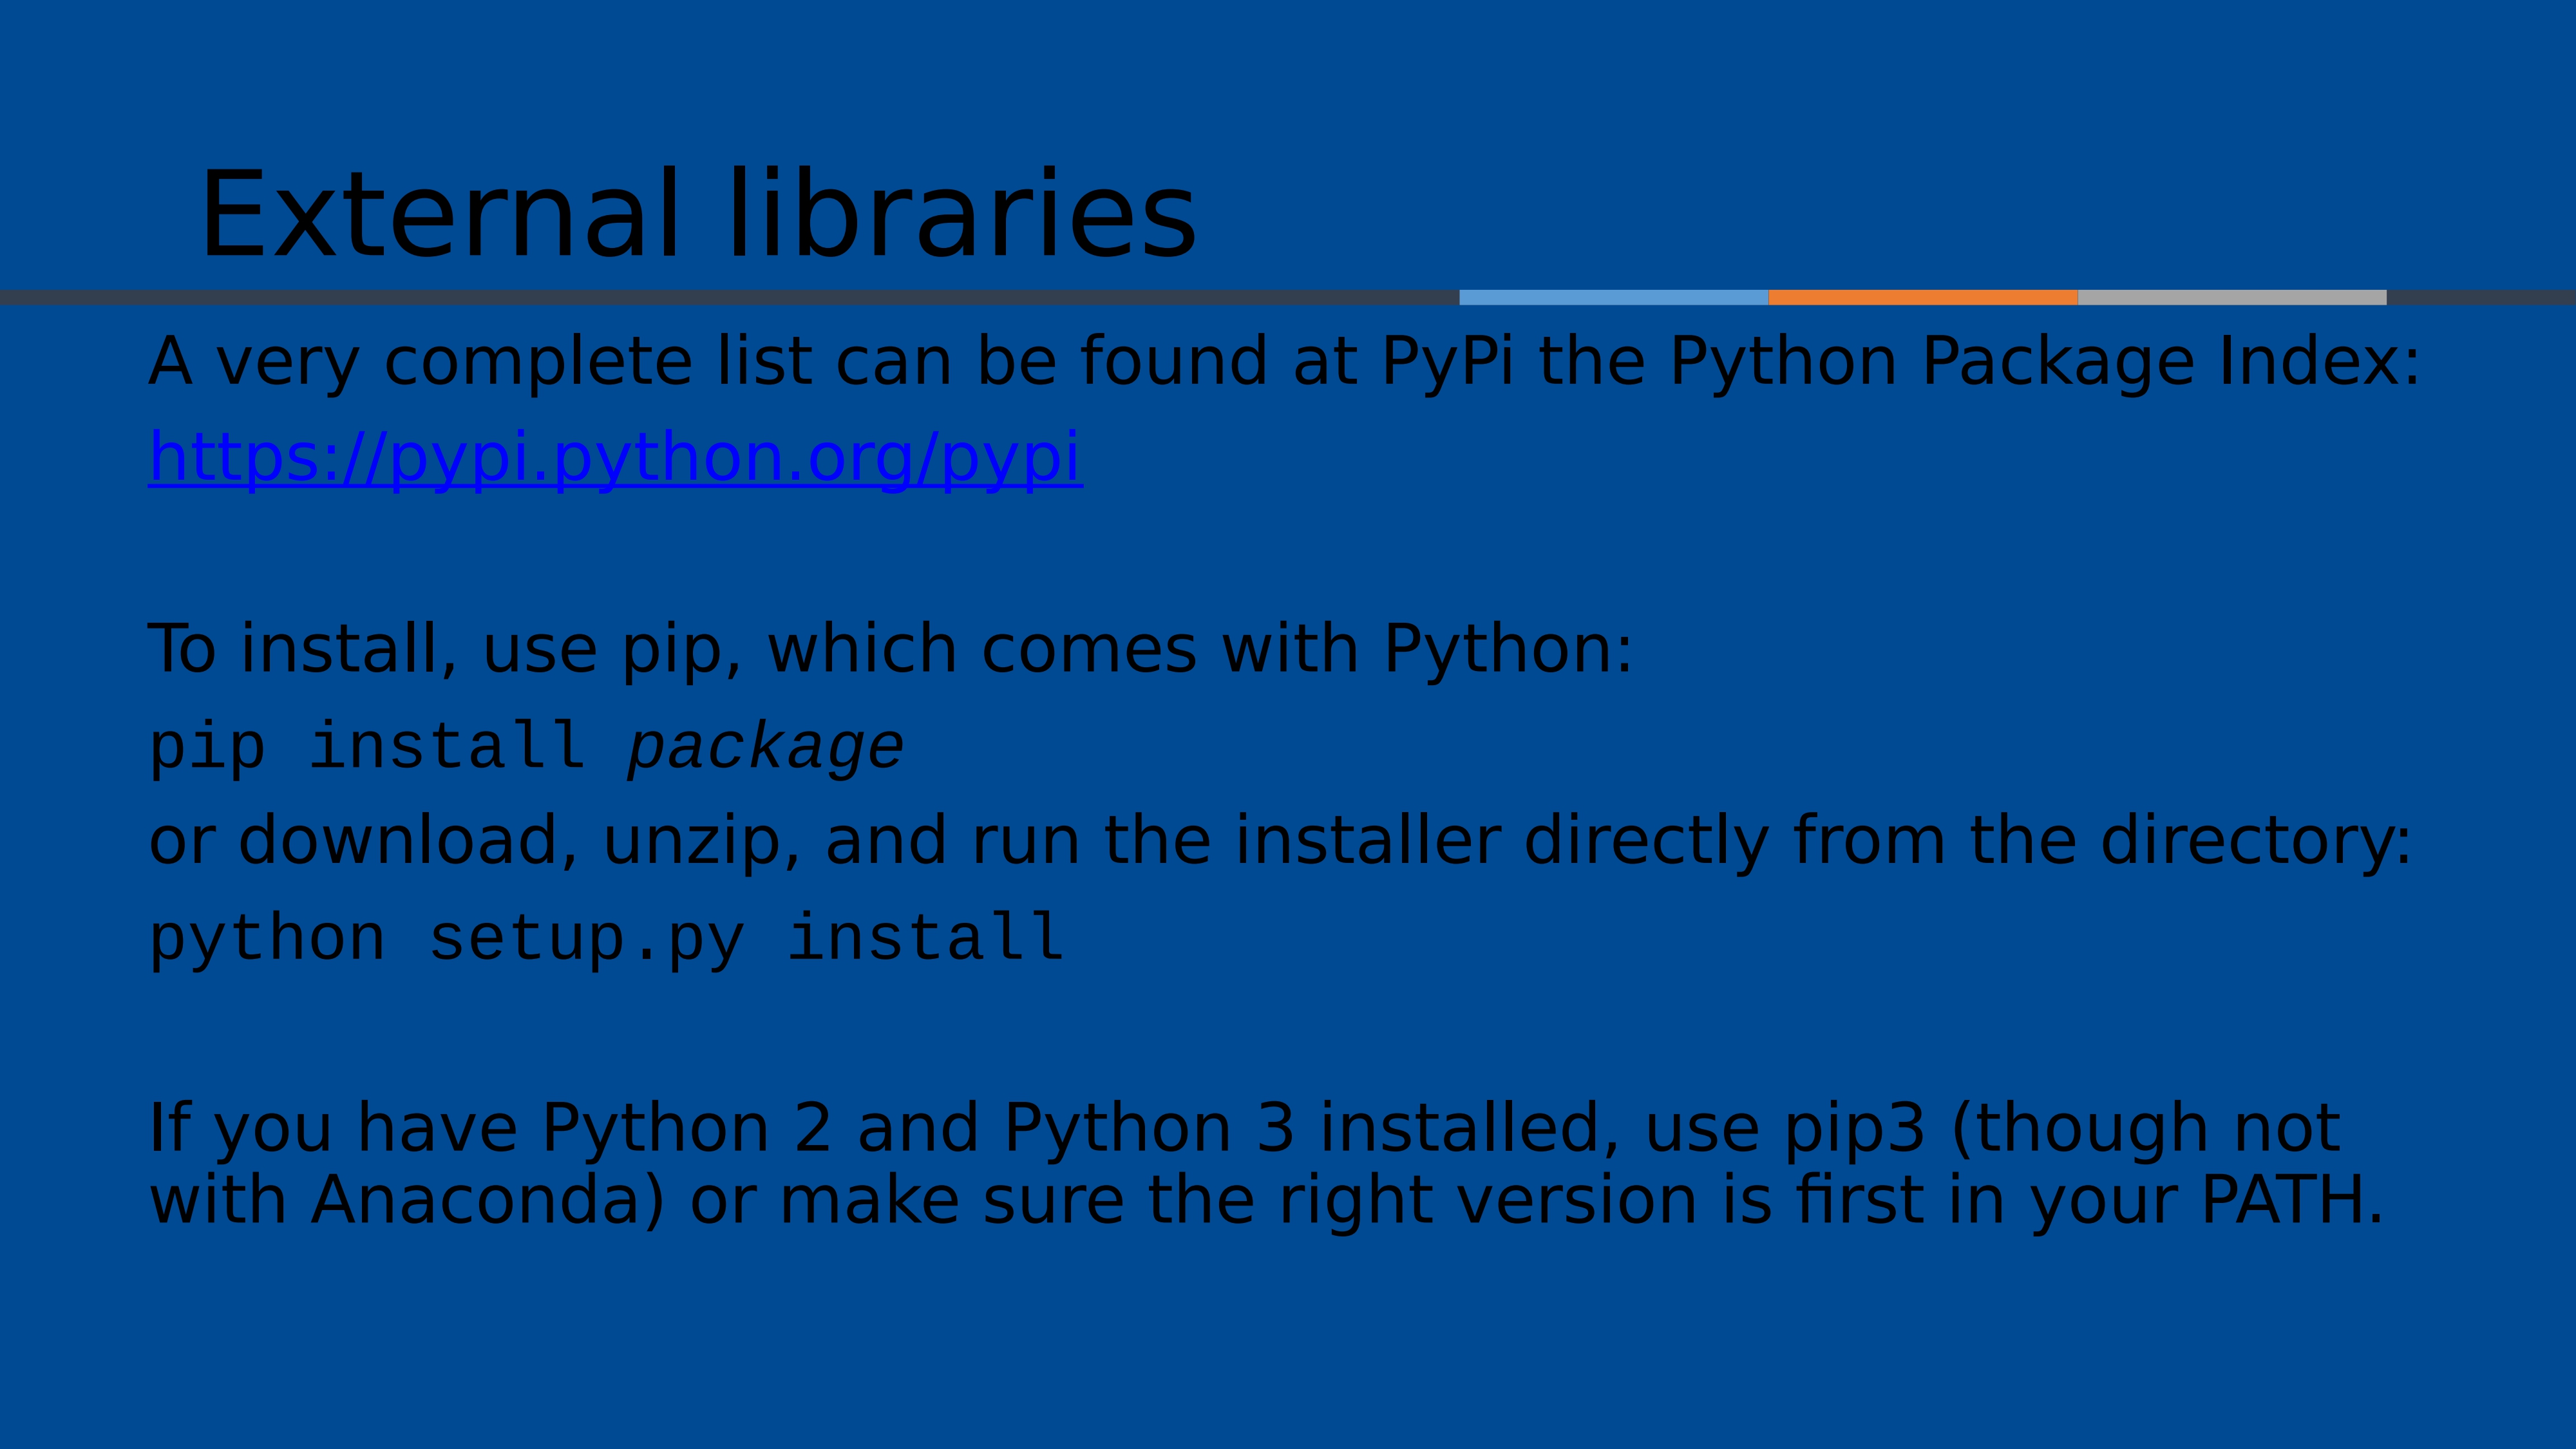 External libraries
A very complete list can be found at PyPi the Python Package Index:
https://pypi.python.org/pypi
To install, use pip, which comes with Python:
pip install package
or download, unzip, and run the installer directly from the directory:
python setup.py install
If you have Python 2 and Python 3 installed, use pip3 (though not
with Anaconda) or make sure the right version is first in your PATH.